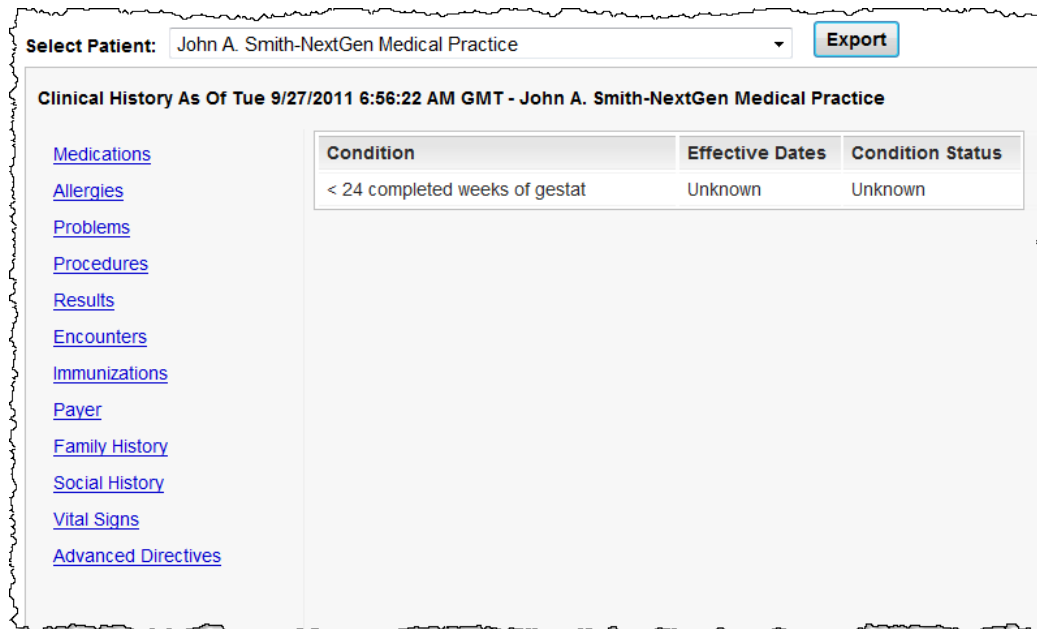 Select Patient: John A. Smith-NextGen Medical Practice Export
Clinical History As Of Tue 9/27/2011 6:56:22 AM GMT - John A. Smith-NextGen Medical Practice
Medications
Allergies
Problems
Procedures
Results
Encounters
Immunizations
Payer
Family History
Social History
Vital Signs
Advanced Directives
Condition Effective Dates Condition Status
< 24 completed weeks of gestat Unknown Unknown